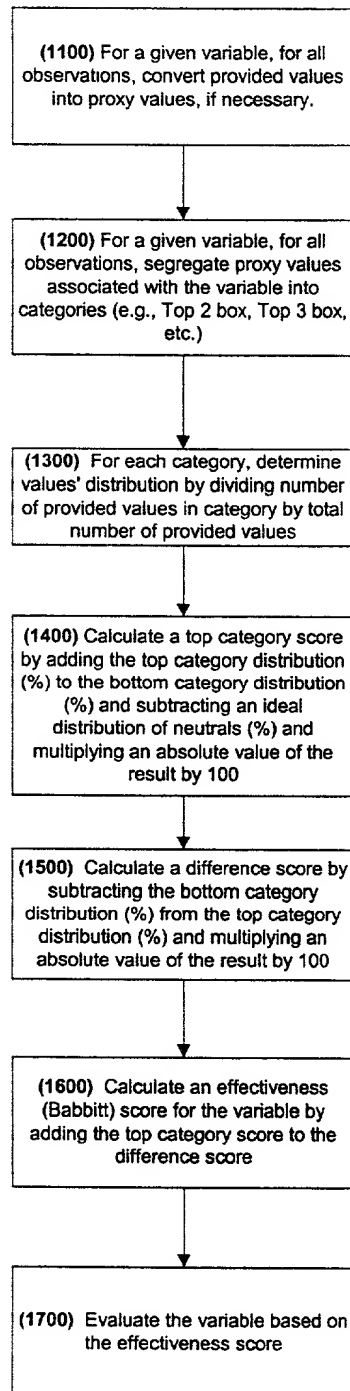 (1100) For a given variable, for all
observations, convert provided values
into proxy values, if necessary.
(1200) For a given variable, for all
observations, segregate proxy values
associated with the variable into
categories (e.g., Top 2 box, Top 3 box,
etc.)
(1300) For each category, determine
values' distribution by dividing number
of provided values in category by total
number of provided values
(1400) Calculate a top category score
by adding the top category distribution
(%) to the bottom category distribution
(%) and subtracting an ideal
distribution of neutrals (%) and
multiplying an absolute value of the
result by 100
(1500) Calculate a difference score by
subtracting the bottom category
distribution (%) from the top category
distribution (%) and multiplying an
absolute value of the result by 100
(1600) Calculate an effectiveness
(Babbitt) score for the variable by
adding the top category score to the
difference score
(1700) Evaluate the variable based on
the effectiveness score